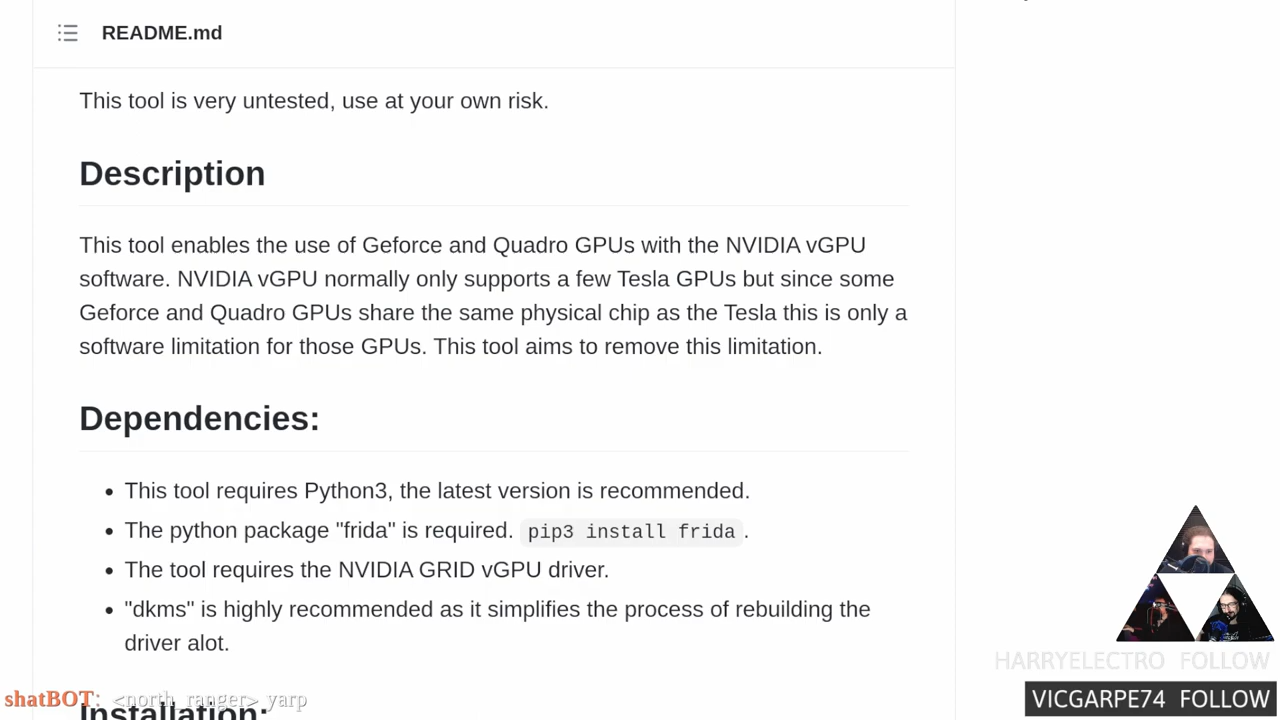 README.md
This tool is very untested, use at your own risk.
Description
This tool enables the use of Geforce and Quadro GPUs with the NVIDIA vGPU
software. NVIDIA vGPU normally only supports a few Tesla GPUs but since some
Geforce and Quadro GPUs share the same physical chip as the Tesla this is only a
software limitation for those GPUs. This tool aims to remove this limitation.
Dependencies:
This tool requires Python3, the latest version is recommended.
The python package "frida" is required. pip3 install frida.
The tool requires the NVIDIA GRID vGPU driver.
"dkms" is highly recommended as it simplifies the process of rebuilding the
driver alot.
Installation:
shatBOT: <north_ranger> yarp
HARRYELECTRO FOLLOW
VICGARPE74 FOLLOW